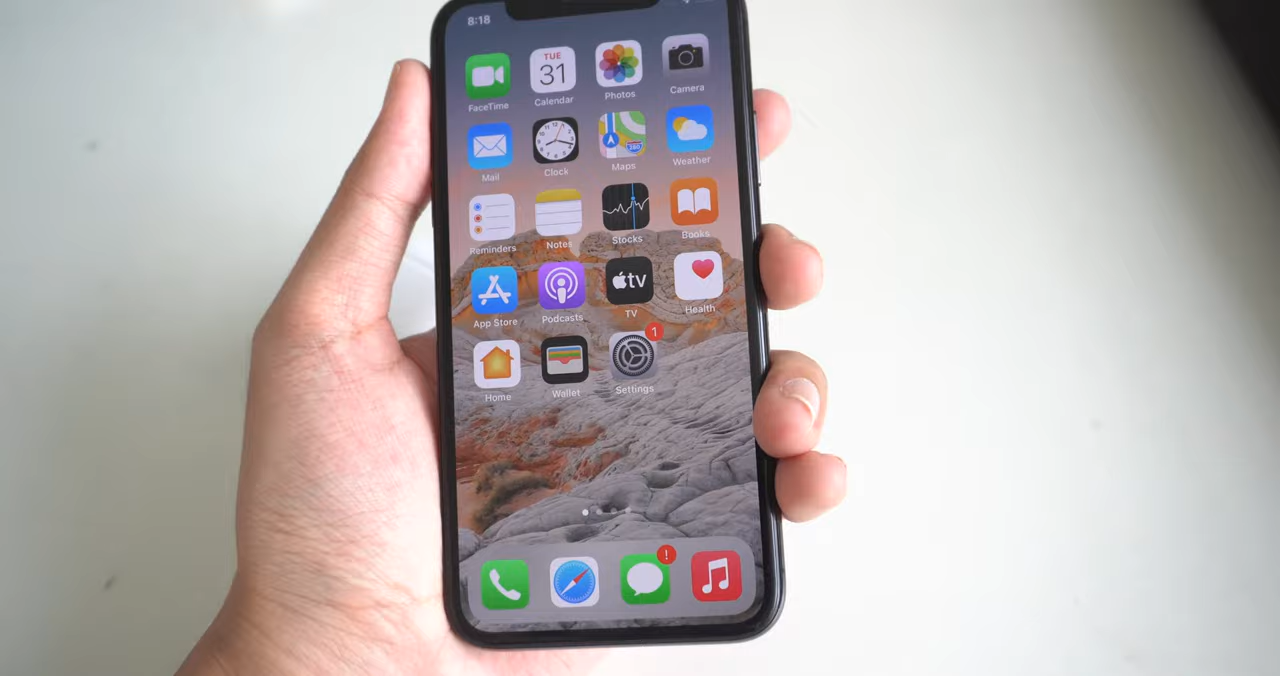 8:18
TUE
31
FaceTime
Calendar
Photos
Camera
280
Mail
Clock
Maps
Weather
Reminders
Notes
Stocks
Books
tv
App Store
Podcasts
TV
Health
1
Home
Wallet
Settings
!